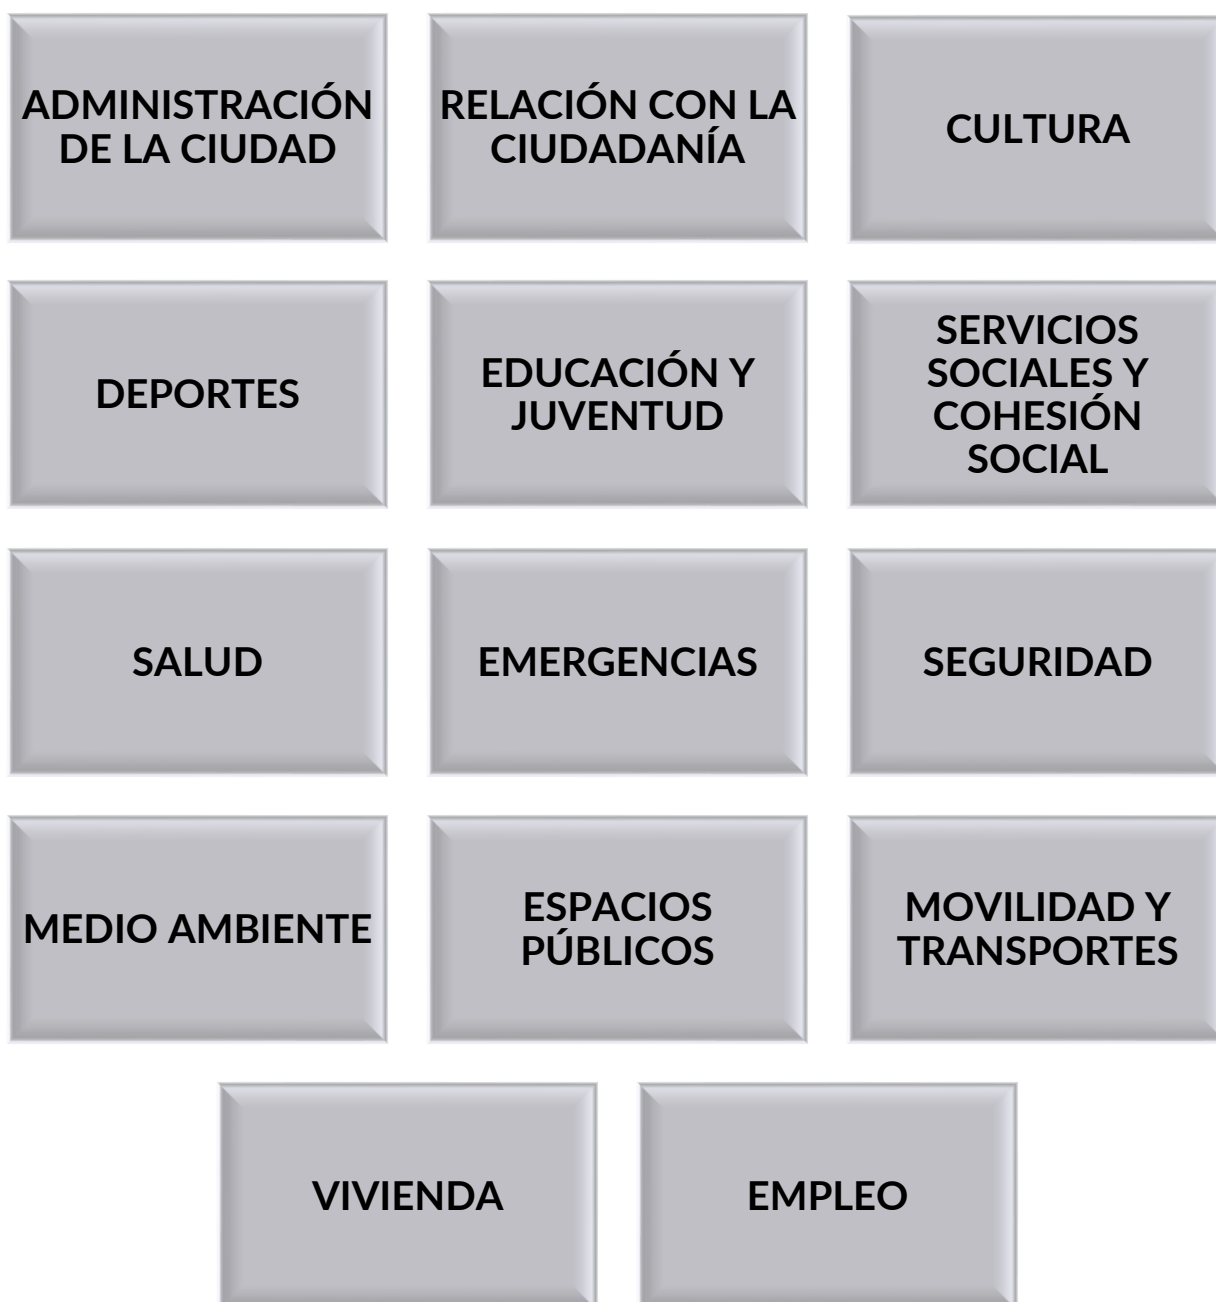 ADMINISTRACIÓN
DE LA CIUDAD
RELACIÓN CON LA
CIUDADANÍA
CULTURA
DEPORTES
EDUCACIÓN Y
JUVENTUD
SERVICIOS
SOCIALES Y
COHESIÓN
SOCIAL
SALUD
EMERGENCIAS
SEGURIDAD
MEDIO AMBIENTE
ESPACIOS
PÚBLICOS
MOVILIDAD Y
TRANSPORTES
VIVIENDA
EMPLEO